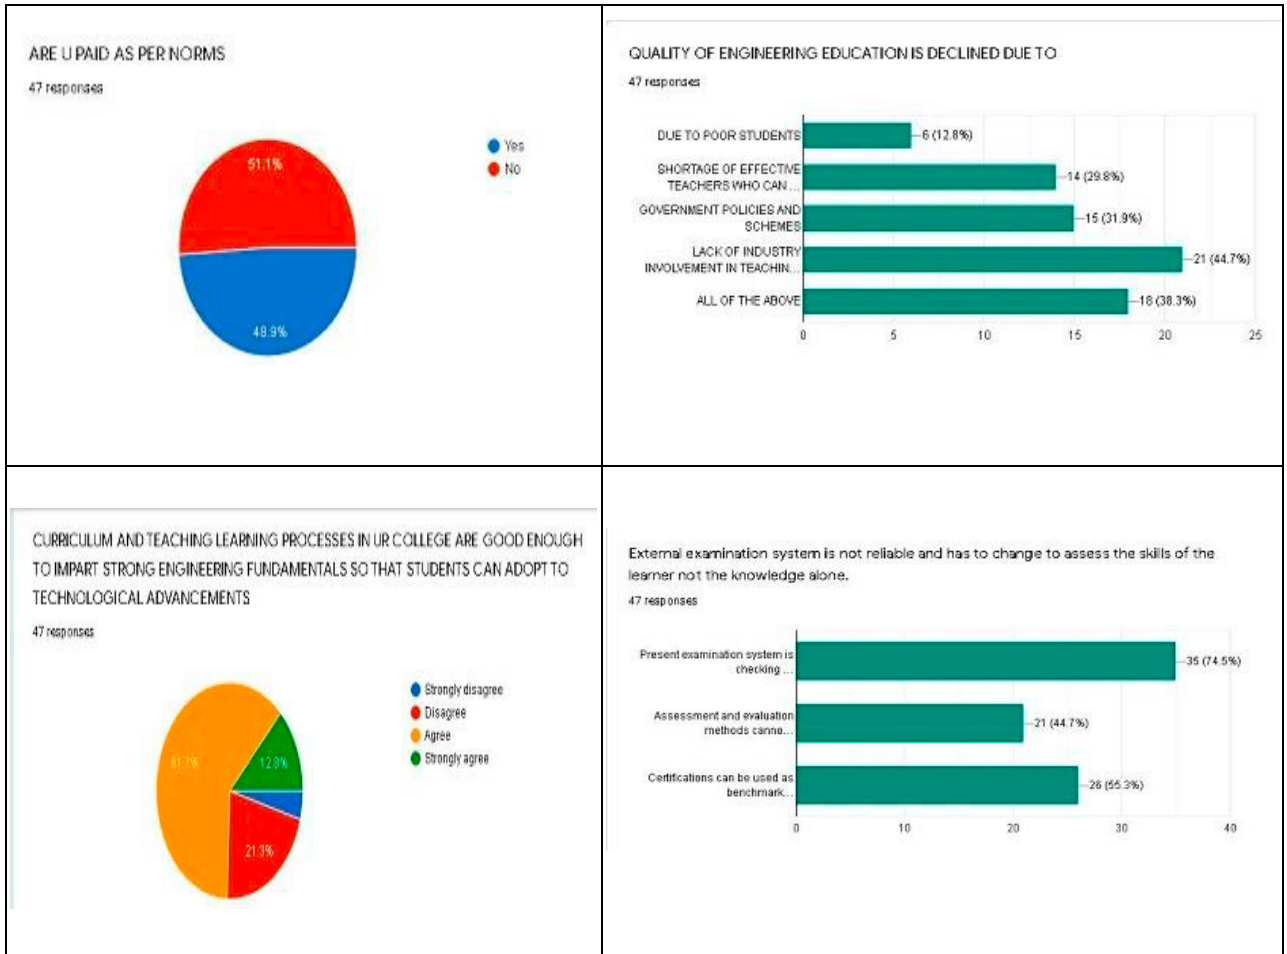 ARE U PAID AS PER NORMS
47 responses
51.1%
48.9%
Yes
No
QUALITY OF ENGINEERING EDUCATION IS DECLINED DUE TO
47 responses
DUE TO POOR STUDENTS
6 (12.8%)
SHORTAGE OF EFFECTIVE
TEACHERS WHO CAN ...
14 (29.8%)
GOVERNMENT POLICIES AND
SCHEMES
15 (31.9%)
LACK OF INDUSTRY
INVOLVEMENT IN TEACHIN...
21 (44.7%)
ALL OF THE ABOVE
18 (38.3%)
0 5 10 15 20 25
CURRICULUM AND TEACHING LEARNING PROCESSES IN UR COLLEGE ARE GOOD ENOUGH
TO IMPART STRONG ENGINEERING FUNDAMENTALS SO THAT STUDENTS CAN ADOPT TO
TECHNOLOGICAL ADVANCEMENTS
47 responses
61.7%
12.8%
21.3%
Strongly disagree
Disagree
Agree
Strongly agree
External examination system is not reliable and has to change to assess the skills of the
learner not the knowledge alone.
47 responses
Present examination system is
checking ...
35 (74.5%)
Assessment and evaluation
methods canno...
21 (44.7%)
Certifications can be used as
benchmark...
26 (55.3%)
0 10 20 30 40